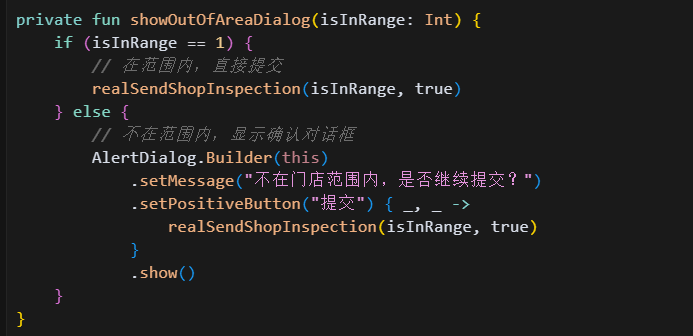 private fun showOutOfAreaDialog(isInRange: Int) {
    if (isInRange == 1) {
        // 在范围内，直接提交
        realSendShopInspection(isInRange, true)
    } else {
        // 不在范围内，显示确认对话框
        AlertDialog.Builder(this)
            .setMessage("不在门店范围内，是否继续提交？")
            .setPositiveButton("提交") { _, _ ->
                realSendShopInspection(isInRange, true)
            }
            .show()
    }
}